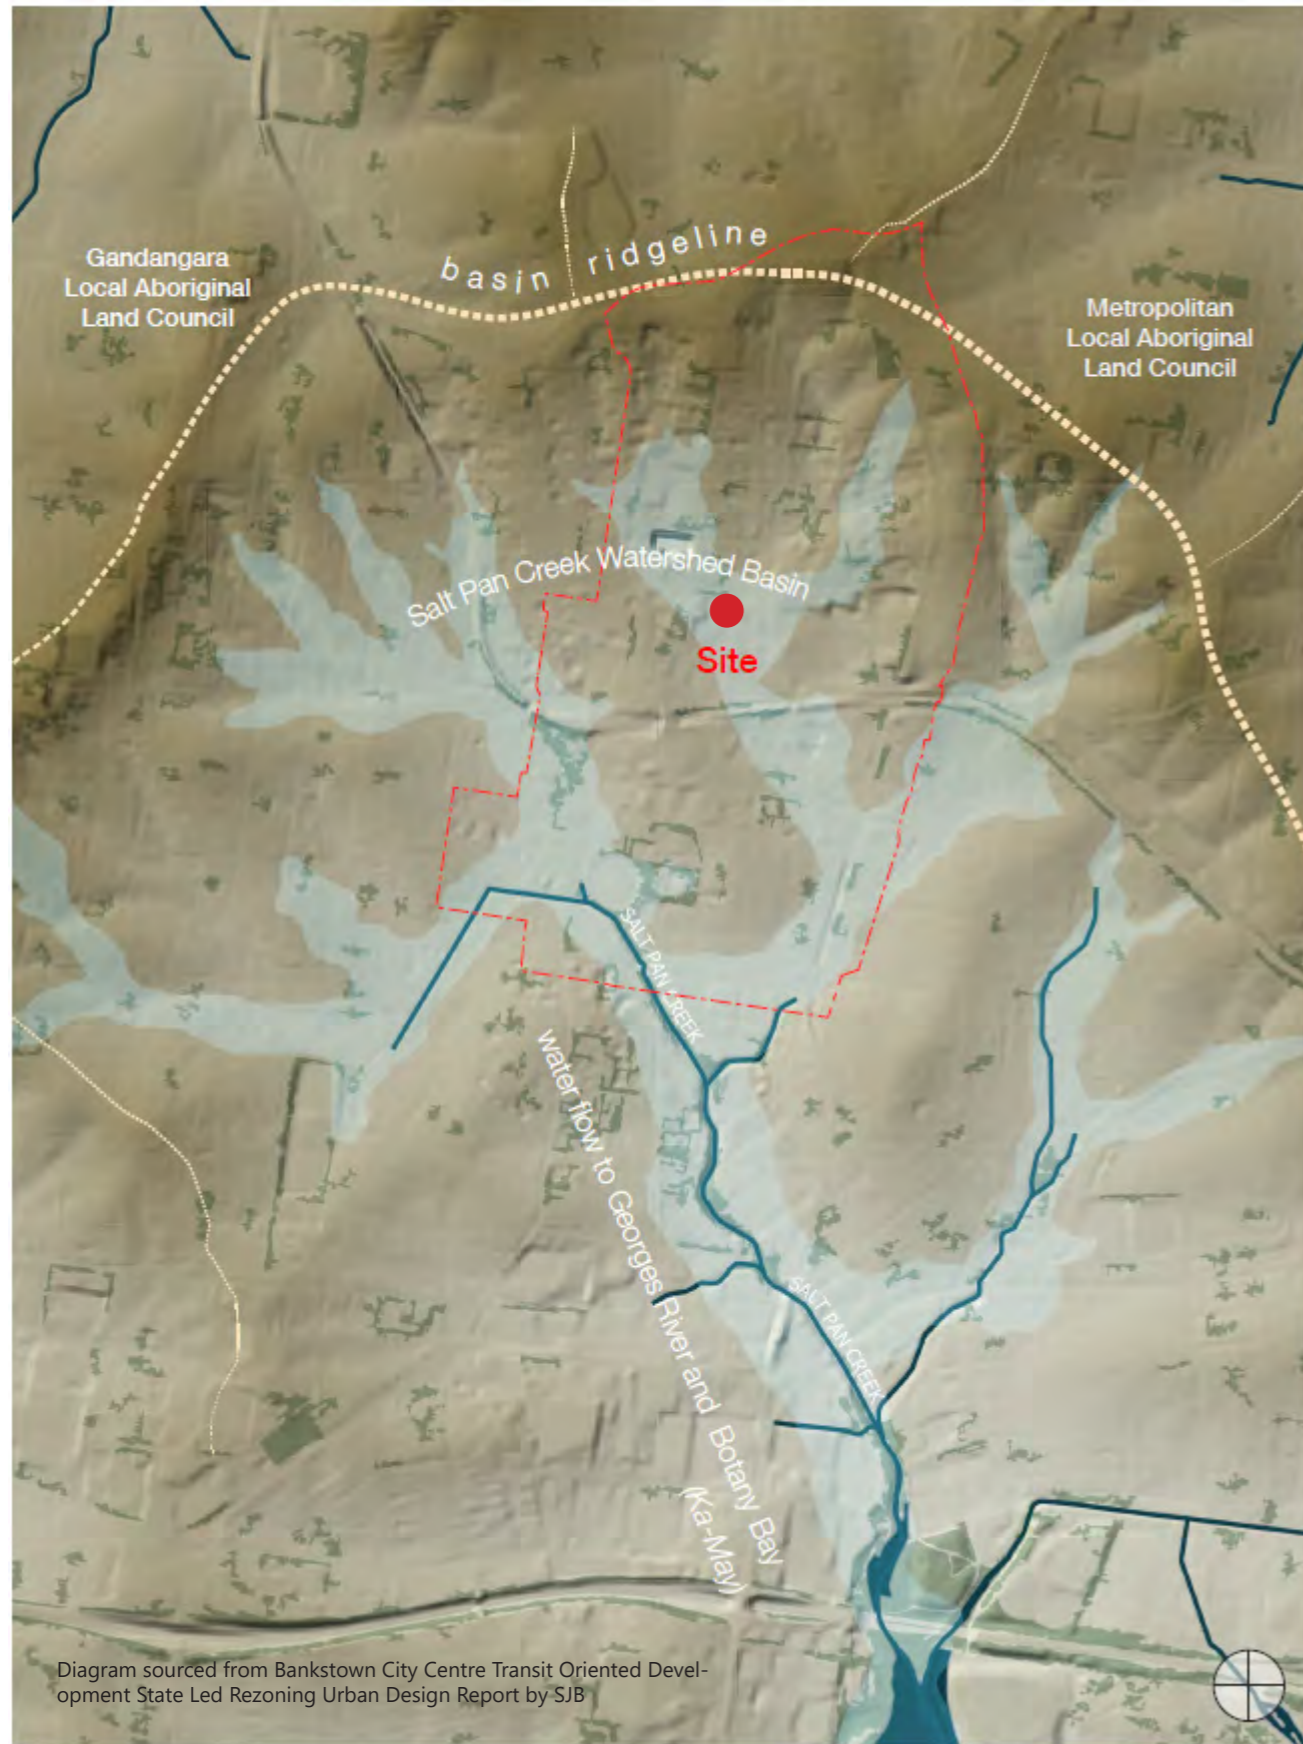 basin ridgeline
Gandangara
Local Aboriginal
Land Council
Metropolitan
Local Aboriginal
Land Council
Salt Pan Creek Watershed Basin
Site
SALT PAN CREEK
water flow to Georges River and Botany Bay
(Ka-May)
SALT PAN CREEK
Diagram sourced from Bankstown City Centre Transit Oriented Devel-
opment State Led Rezoning Urban Design Report by SJB